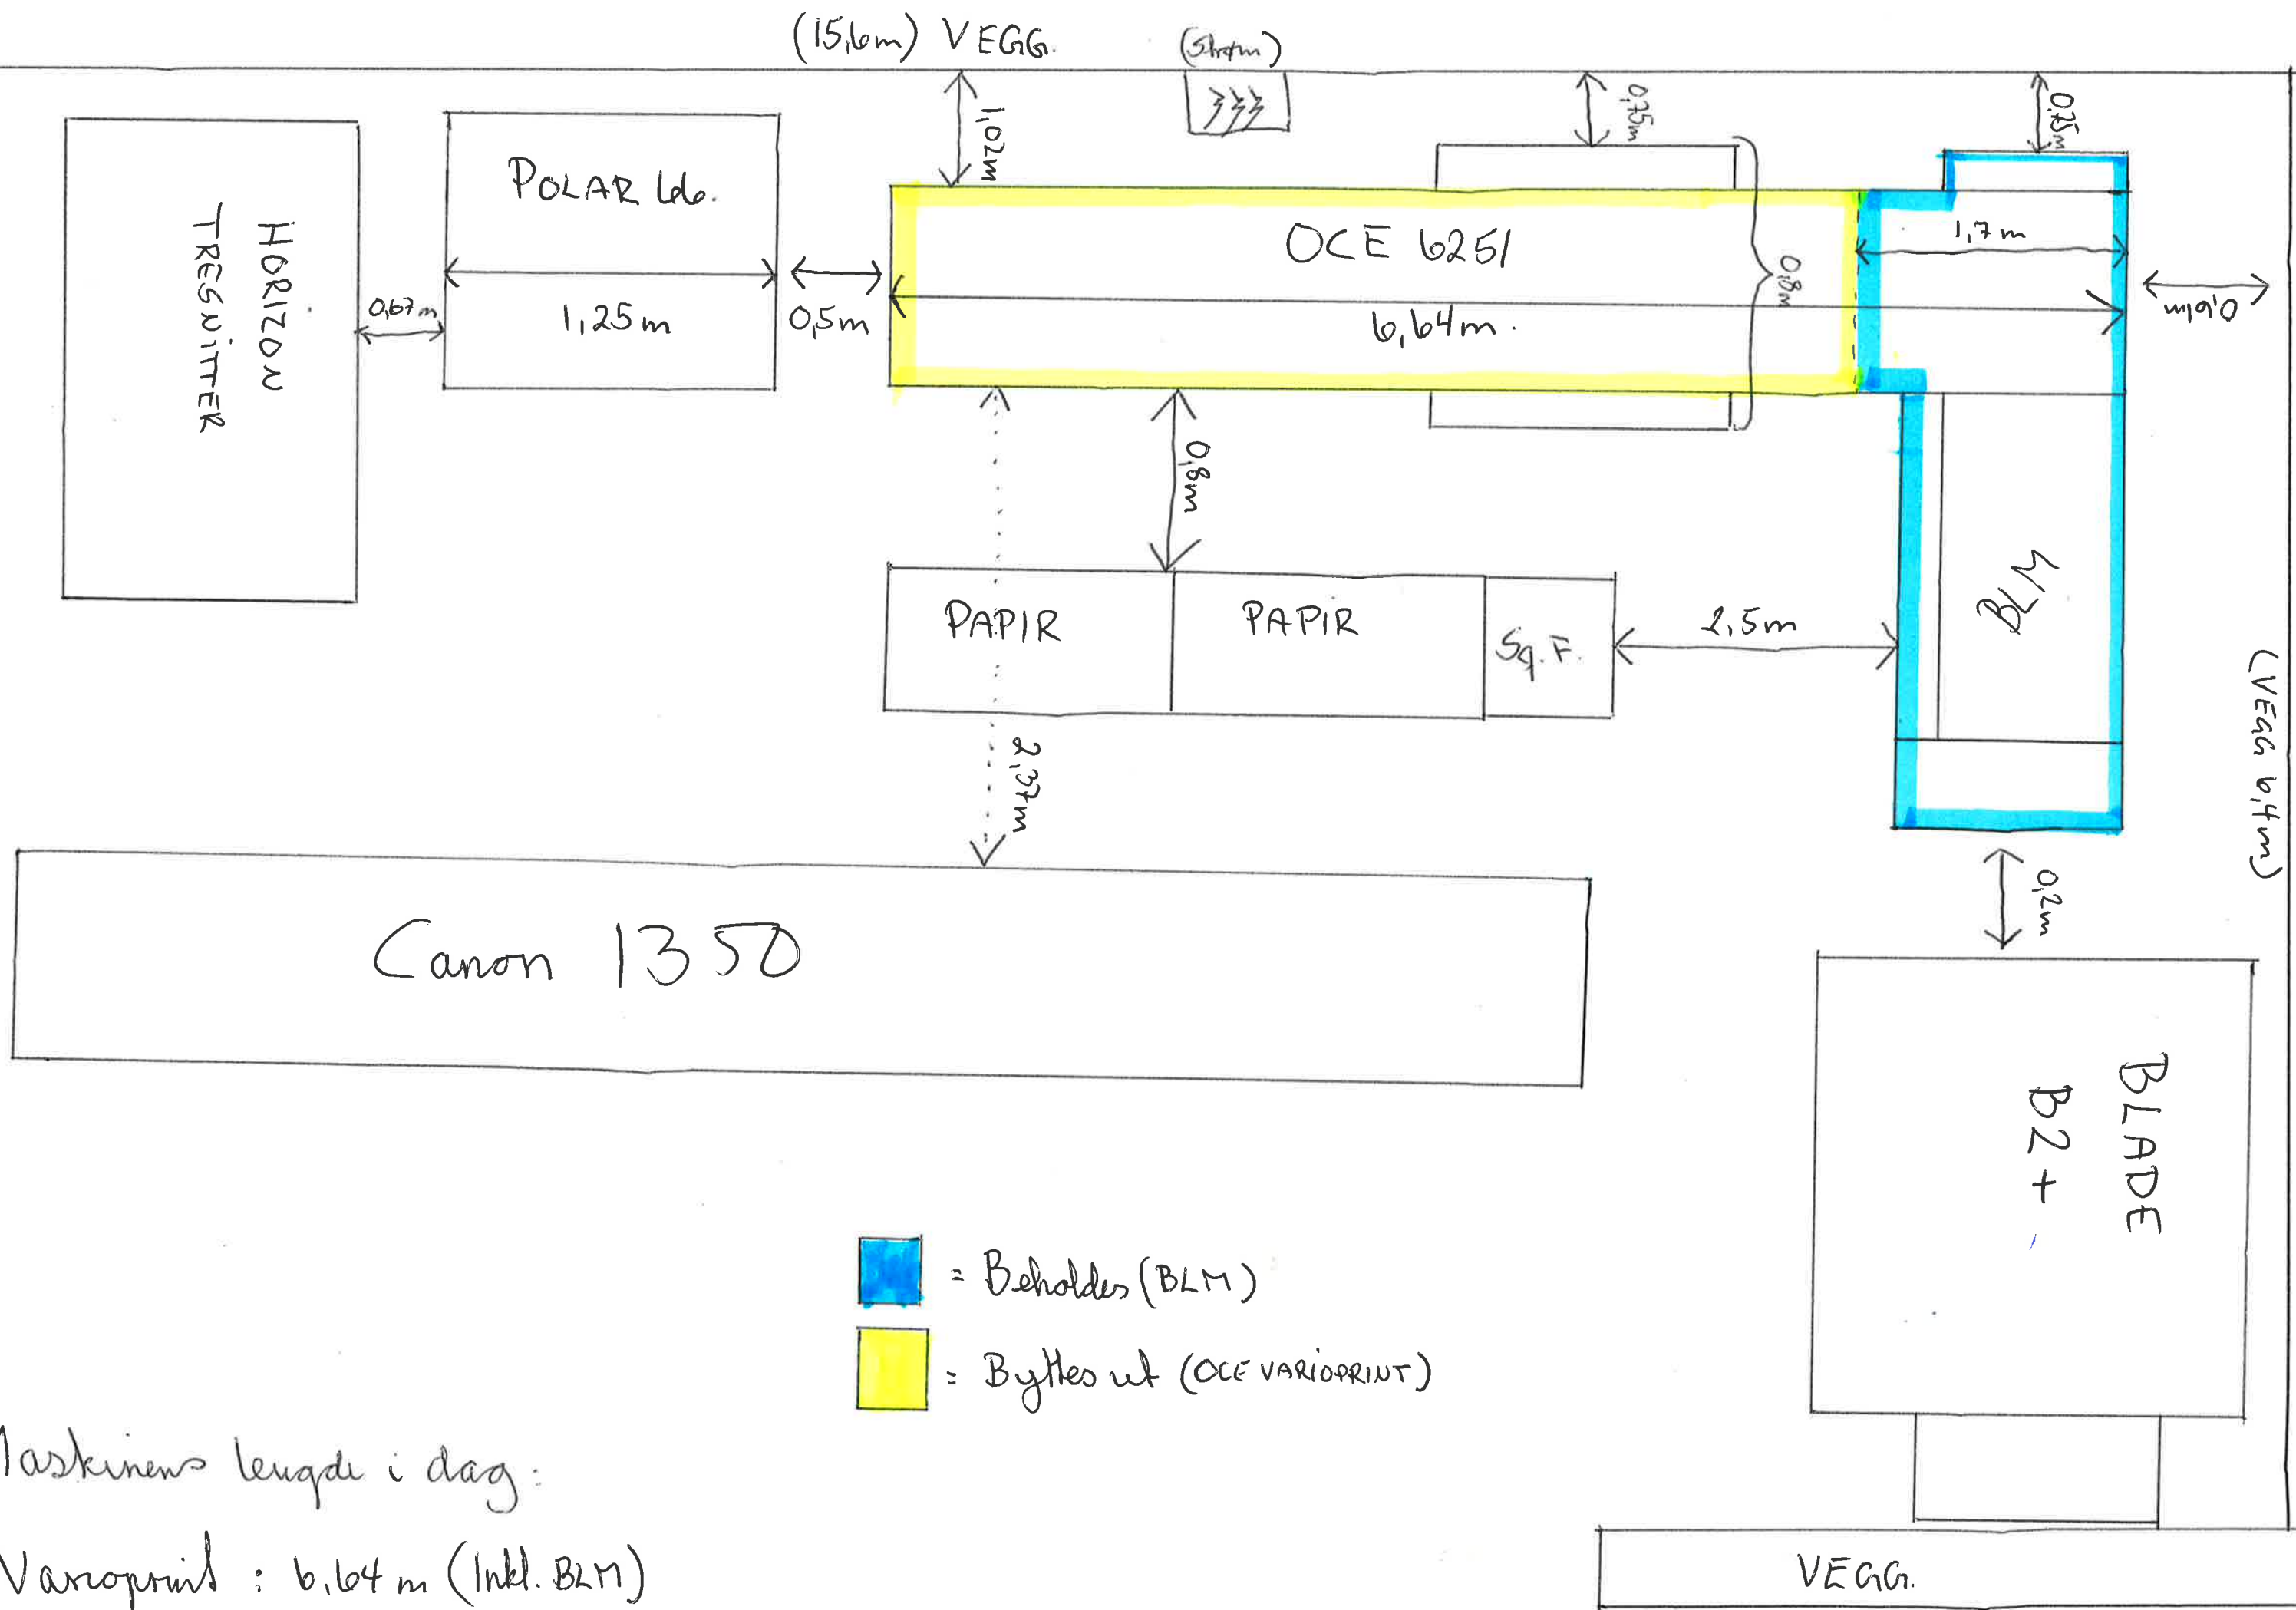 (15,6m) VEGG.
(Strøm)
1,02m
0,75m
0,75m
POLAR 66.
HORIZON
TRESNITTER
OCE 6251
1,7m
0,67m
1,25m
0,5m
6,64m.
0,8m
0,6m
0,8m
PAPIR
PAPIR
Sq.F.
2,5m
BLM
(VEGG 6,4m)
2,37m
0,2m
Canon 1350
BLADE
B2+
= Beholdes (BLM)
= Byttes ut (OCE VARIOPRINT)
Maskinens lengde i dag:
Varioprint : 6,64 m (Inkl. BLM)
VEGG.